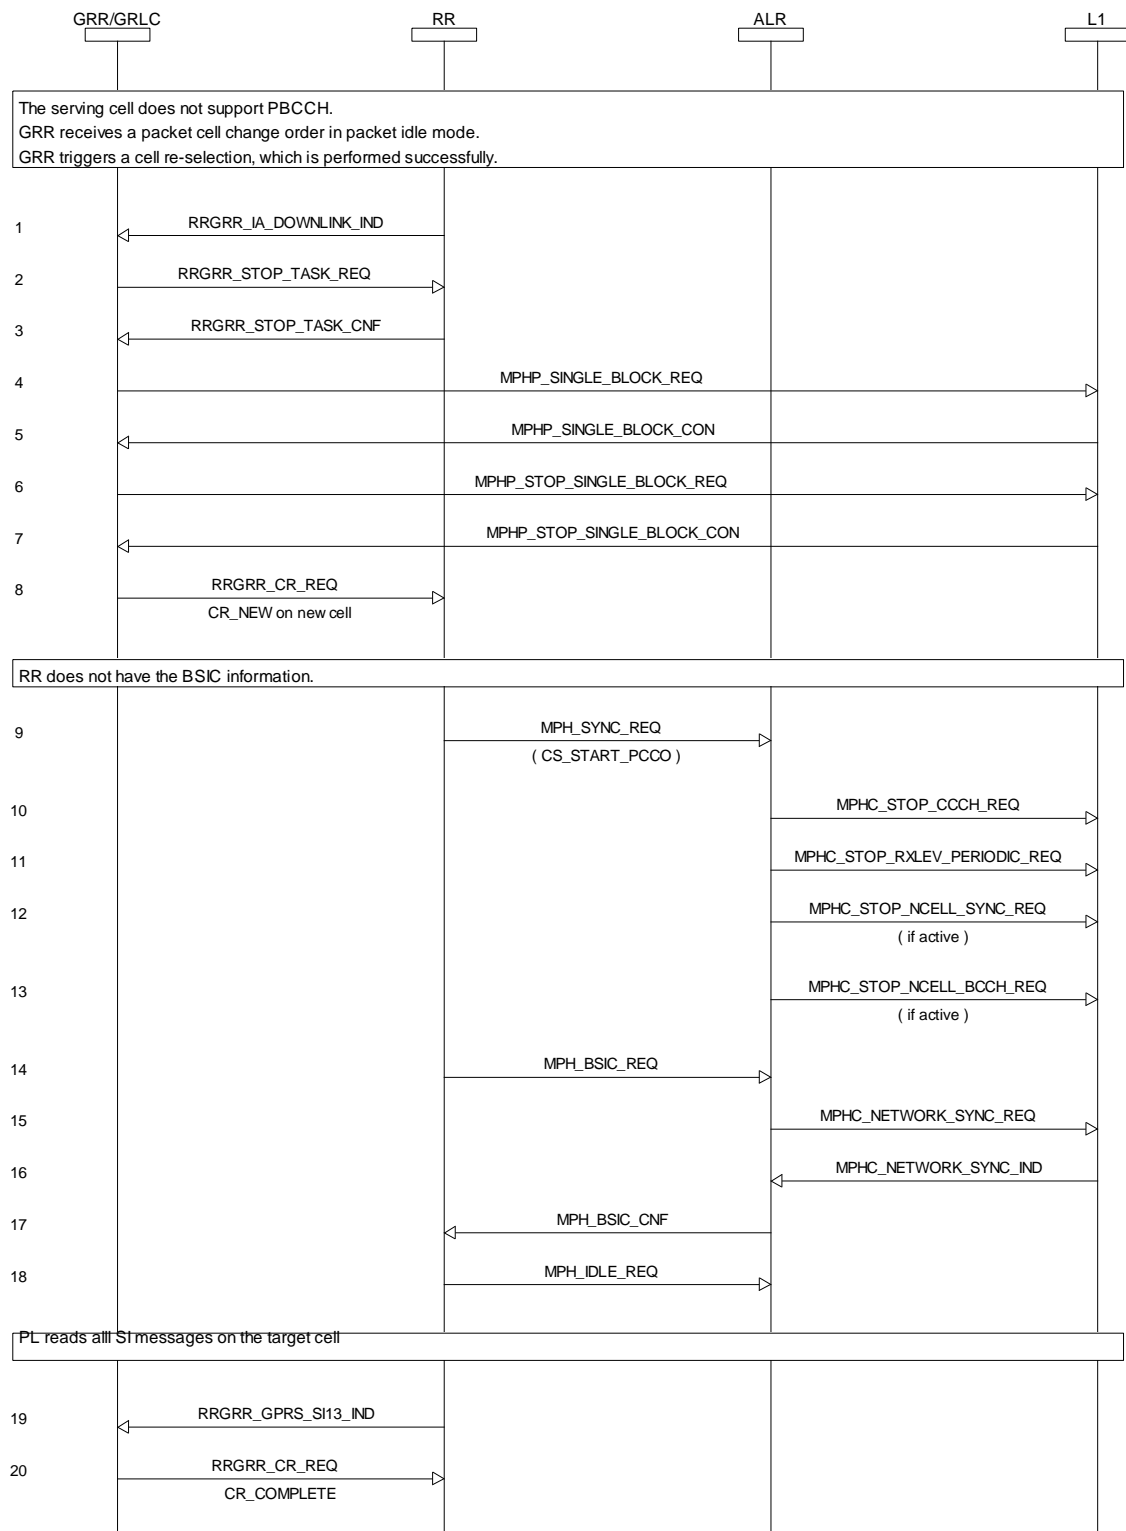 GRR/GRLC RR ALR L1
The serving cell does not support PBCCH.
GRR receives a packet cell change order in packet idle mode.
GRR triggers a cell re-selection, which is performed successfully.
1 RRGRR_IA_DOWNLINK_IND
2 RRGRR_STOP_TASK_REQ
3 RRGRR_STOP_TASK_CNF
4 MPHP_SINGLE_BLOCK_REQ
5 MPHP_SINGLE_BLOCK_CON
6 MPHP_STOP_SINGLE_BLOCK_REQ
7 MPHP_STOP_SINGLE_BLOCK_CON
8 RRGRR_CR_REQ
CR_NEW on new cell
RR does not have the BSIC information.
9 MPH_SYNC_REQ
( CS_START_PCCO )
10 MPHC_STOP_CCCH_REQ
11 MPHC_STOP_RXLEV_PERIODIC_REQ
12 MPHC_STOP_NCELL_SYNC_REQ
( if active )
13 MPHC_STOP_NCELL_BCCH_REQ
( if active )
14 MPH_BSIC_REQ
15 MPHC_NETWORK_SYNC_REQ
16 MPHC_NETWORK_SYNC_IND
17 MPH_BSIC_CNF
18 MPH_IDLE_REQ
PL reads alll SI messages on the target cell
19 RRGRR_GPRS_SI13_IND
20 RRGRR_CR_REQ
CR_COMPLETE